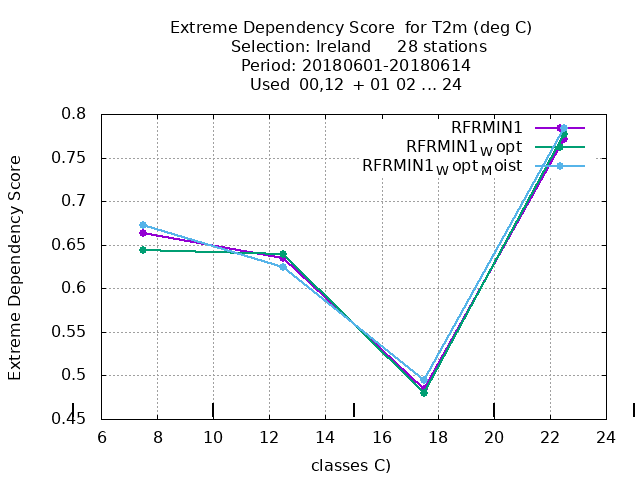 Extreme Dependency Score  for T2m (deg C)
Selection: Ireland     28 stations
Period: 20180601-20180614
Used  00,12  + 01 02 ... 24
Extreme Dependency Score
0.8
0.75
0.7
0.65
0.6
0.55
0.5
0.45
RFRMIN1
RFRMIN1Wopt
RFRMIN1WoptMoist
6 8 10 12 14 16 18 20 22 24
classes C)